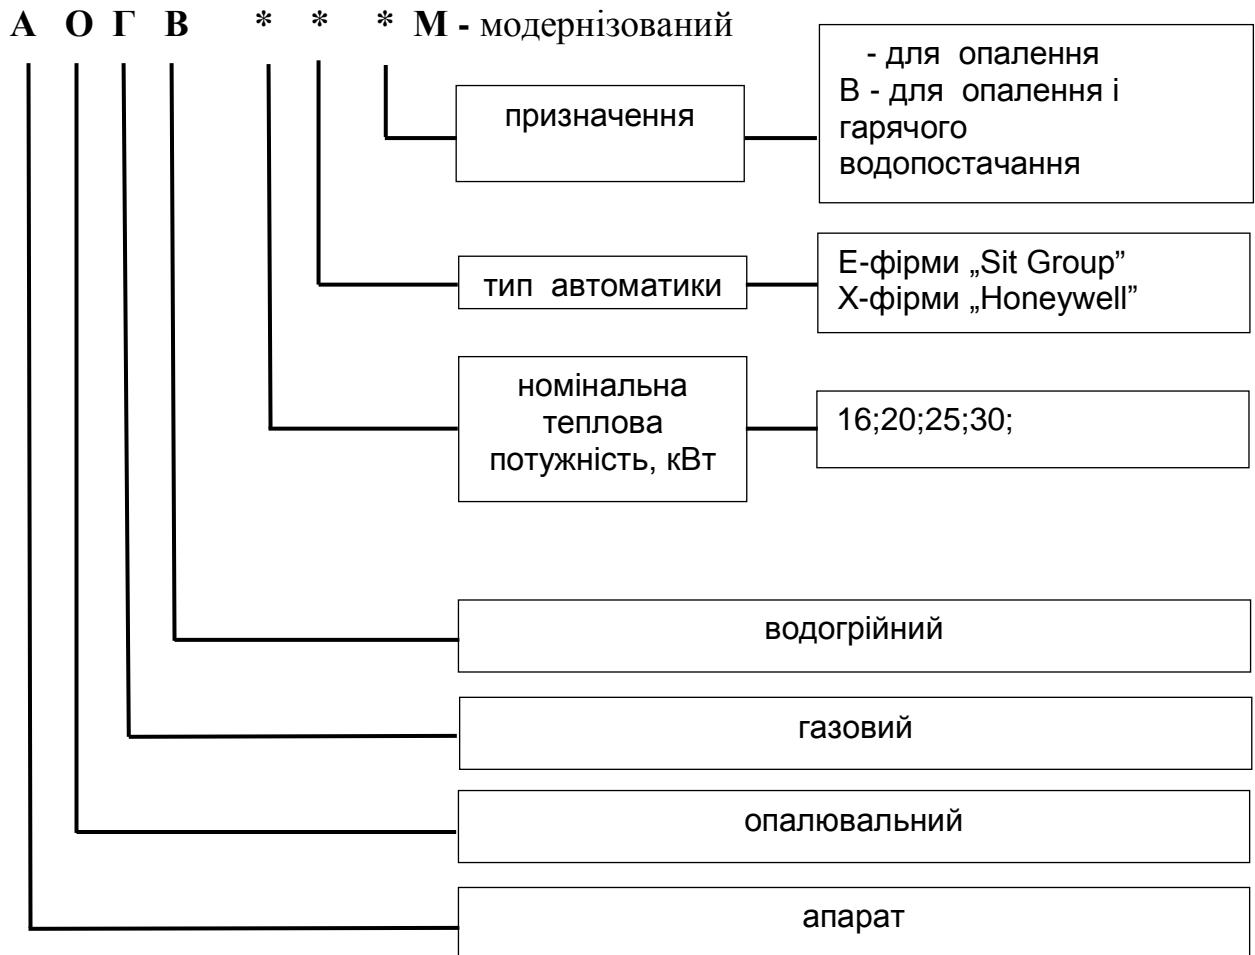 А О Г В * * * М - модернізований
- для опалення
В - для опалення і
гарячого
водопостачання
призначення
Е-фірми „Sit Group”
Х-фірми „Honeywell”
тип автоматики
номінальна
теплова
потужність, кВт
16;20;25;30;
водогрійний
газовий
опалювальний
апарат